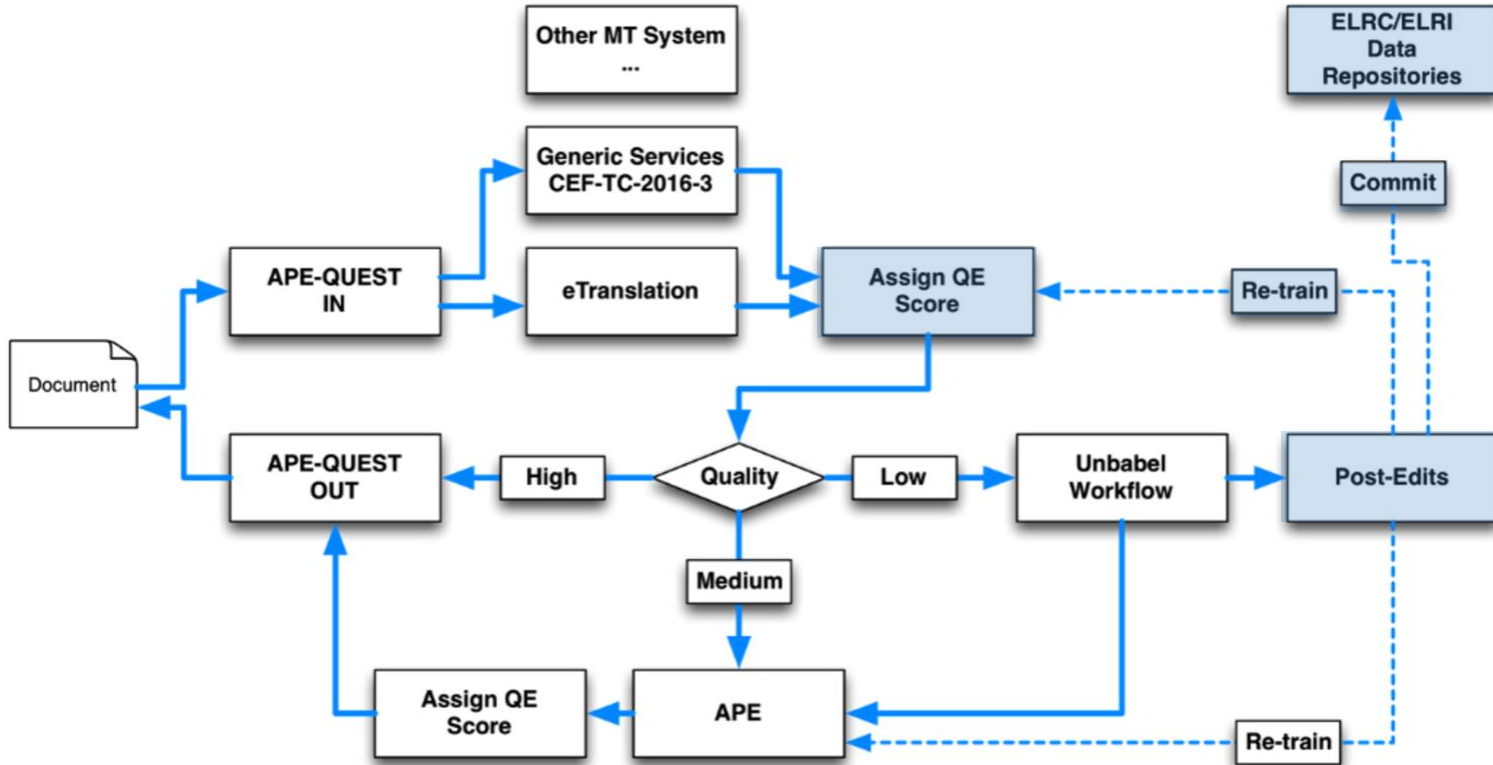 Other MT System
...
ELRC/ELRI
Data
Repositories
Generic Services
CEF-TC-2016-3
Commit
APE-QUEST
IN
eTranslation
Assign QE
Score
Re-train
Document
APE-QUEST
OUT
High
Quality
Low
Unbabel
Workflow
Post-Edits
Medium
Assign QE
Score
APE
Re-train